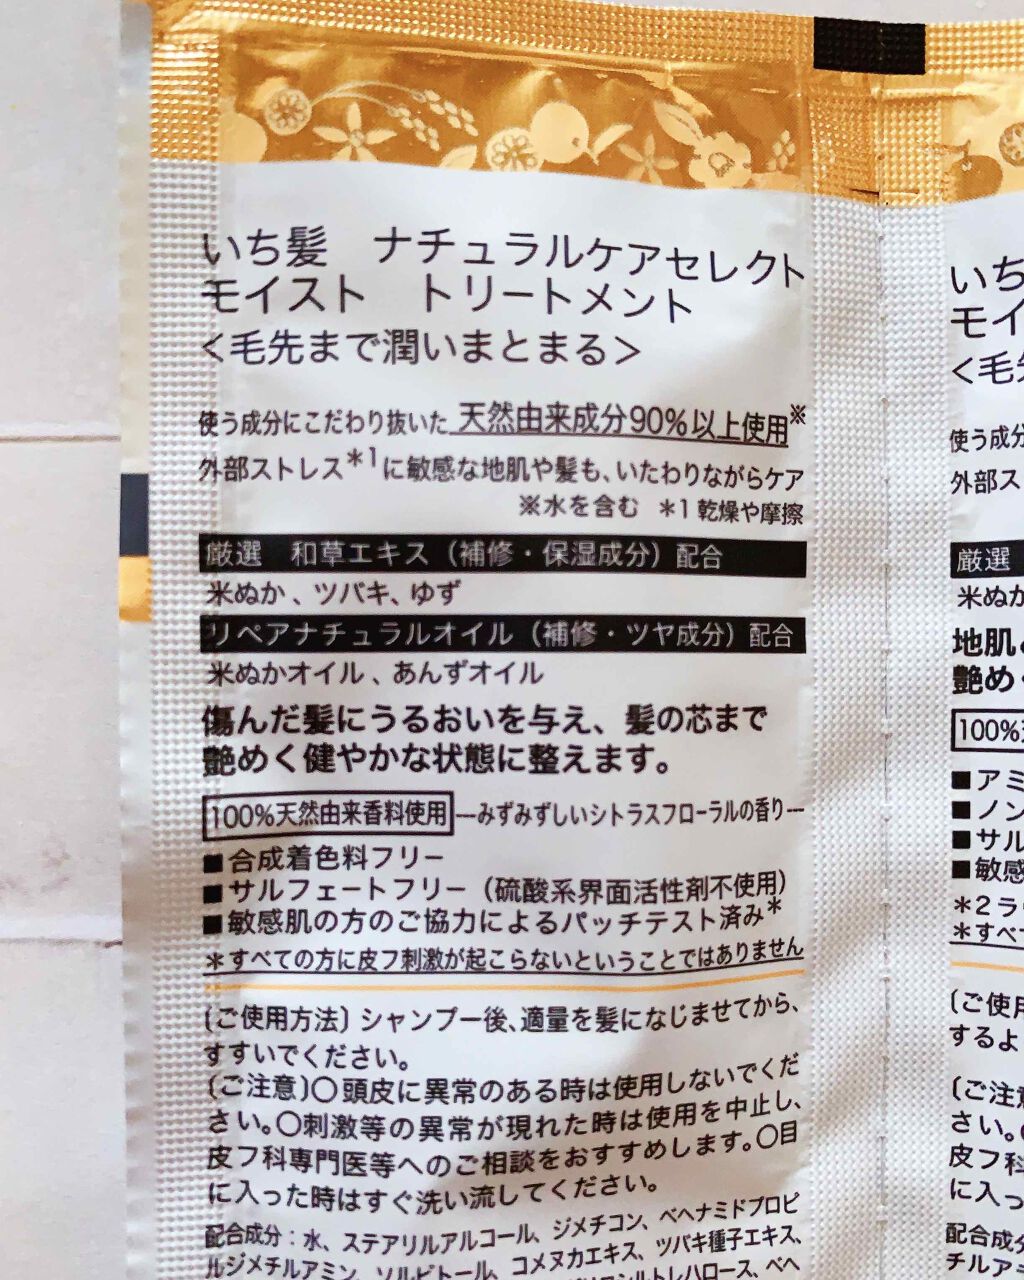 いち髪　ナチュラルケアセレクト
モイスト　トリートメント
＜毛先まで潤いまとまる＞
使う成分にこだわり抜いた 天然由来成分90%以上使用※
外部ストレス＊1に敏感な地肌や髪も、いたわりながらケア
※水を含む　＊1 乾燥や摩擦
厳選　和草エキス（補修・保湿成分）配合
米ぬか、ツバキ、ゆず
リペアナチュラルオイル（補修・ツヤ成分）配合
米ぬかオイル、あんずオイル
傷んだ髪にうるおいを与え、髪の芯まで
艶めく健やかな状態に整えます。
100%天然由来香料使用 ―みずみずしいシトラスフローラルの香り―
■合成着色料フリー
■サルフェートフリー（硫酸系界面活性剤不使用）
■敏感肌の方のご協力によるパッチテスト済み＊
＊すべての方に皮フ刺激が起こらないということではありません
〔ご使用方法〕シャンプー後、適量を髪になじませてから、
すすいでください。
〔ご注意〕〇頭皮に異常のある時は使用しないでくだ
さい。〇刺激等の異常が現れた時は使用を中止し、
皮フ科専門医等へのご相談をおすすめします。〇目
に入った時はすぐ洗い流してください。
配合成分：水、ステアリルアルコール、ジメチコン、ベヘナミドプロピ
ルジメチルアミン、ソルビトール、コメヌカエキス、ツバキ種子エキス、
いち
モイ
＜毛先
使う成分
外部ス
厳選
米ぬか
地肌
艶め
100%
■アミ
■ノン
■サル
■敏感
＊2ラ
＊すべて
〔ご使用
するよ
〔ご注意
さい。
皮フ科
に入っ
配合成分
チルア